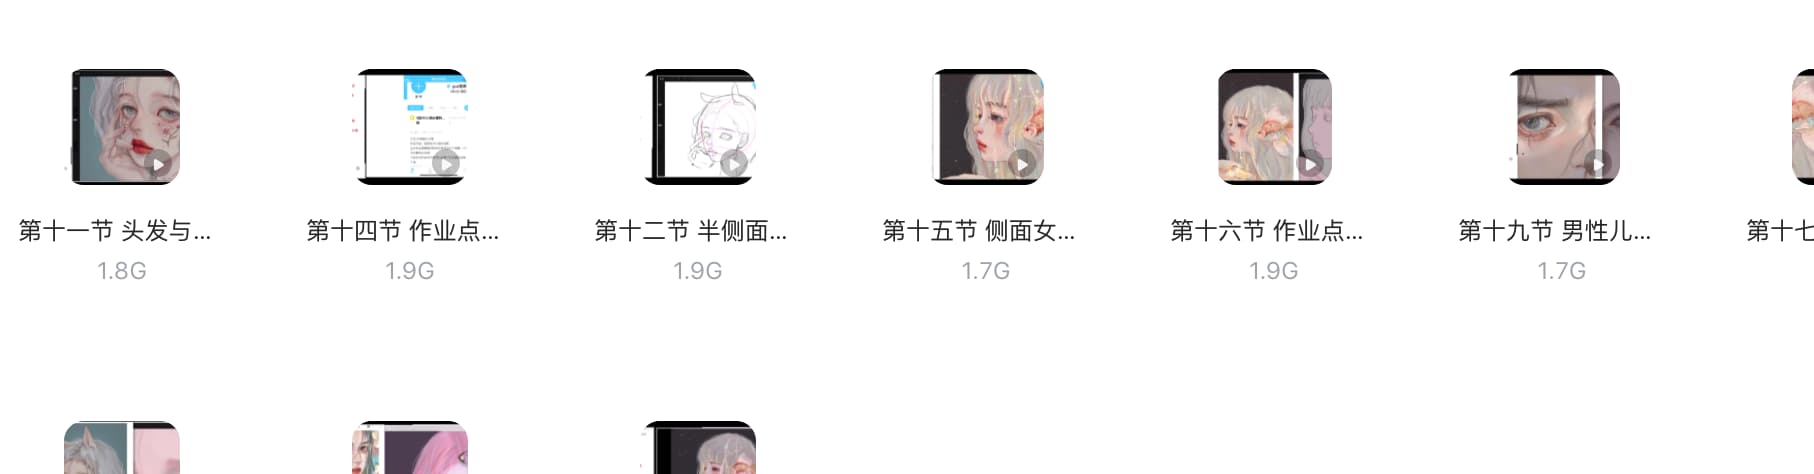 第十一节 头发与...
1.8G
第十四节 作业点...
1.9G
第十二节 半侧面...
1.9G
第十五节 侧面女...
1.7G
第十六节 作业点...
1.9G
第十九节 男性儿...
1.7G
第十七